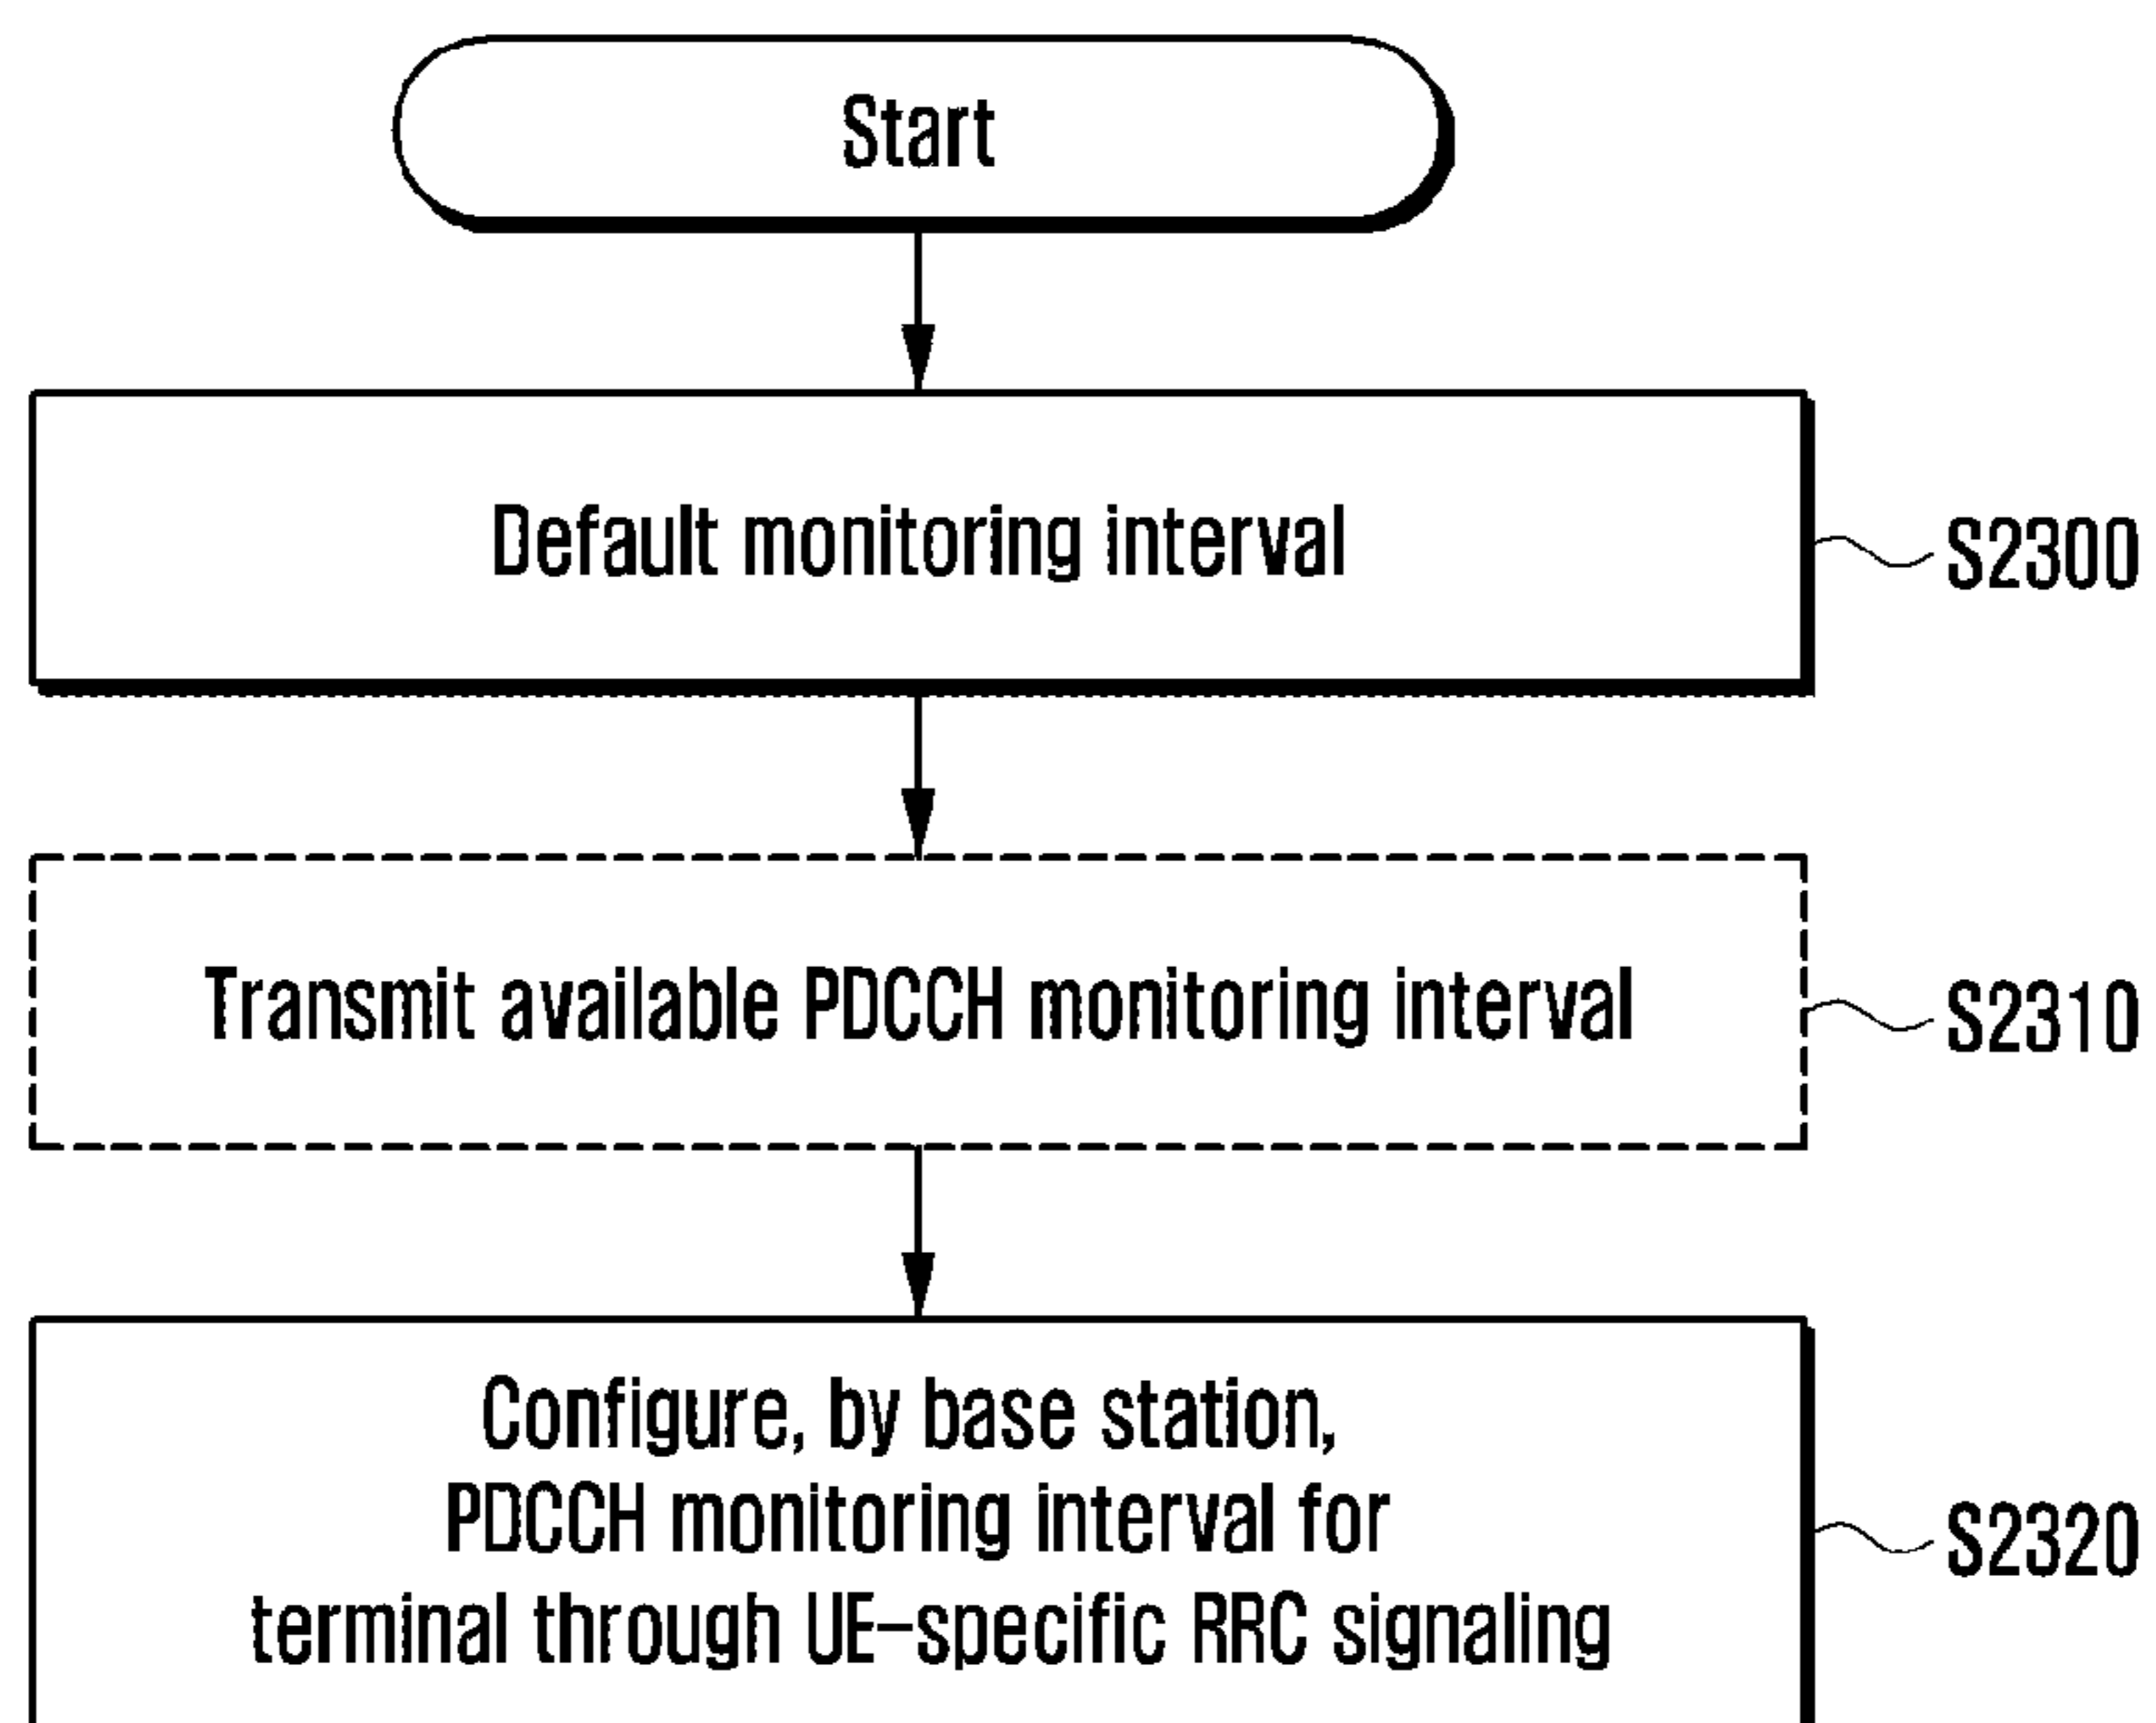 Start
Default monitoring interval
S2300
Transmit available PDCCH monitoring interval
S2310
Configure, by base station,
PDCCH monitoring interval for
terminal through UE-specific RRC signaling
S2320